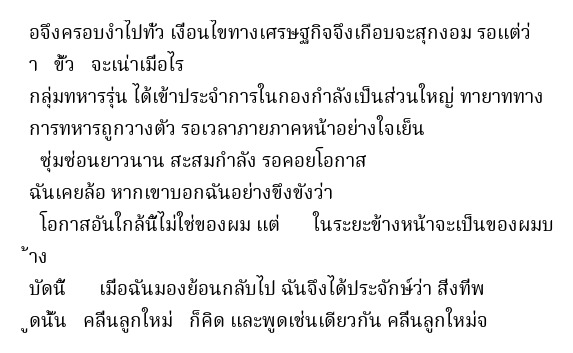 อจึงครอบงำไปทั่ว เงื่อนไขทางเศรษฐกิจจึงเกือบจะสุกงอม รอแต่ว่
า ขั้ว จะเน่าเมื่อไร
กลุ่มทหารรุ่น ได้เข้าประจำการในกองกำลังเป็นส่วนใหญ่ ทายาททาง
การทหารถูกวางตัว รอเวลาภายภาคหน้าอย่างใจเย็น
ซุ่มซ่อนยาวนาน สะสมกำลัง รอคอยโอกาส
ฉันเคยล้อ หากเขาบอกฉันอย่างขึงขังว่า
โอกาสอันใกล้นี้ไม่ใช่ของผม แต่ ในระยะข้างหน้าจะเป็นของผมบ
้าง
บัดนี้ เมื่อฉันมองย้อนกลับไป ฉันจึงได้ประจักษ์ว่า สิ่งที่พ
ูดนั้น คลื่นลูกใหม่ ก็คิด และพูดเช่นเดียวกัน คลื่นลูกใหม่จ